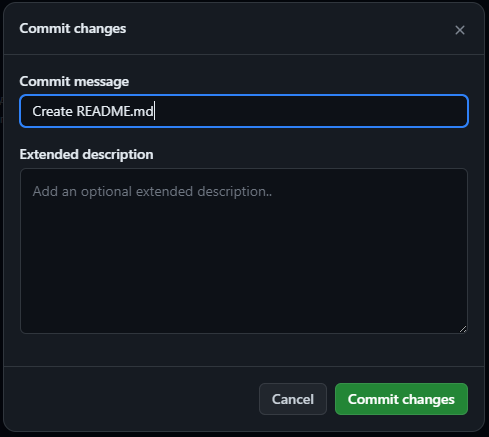 Commit changes
Commit message
Create README.md
Extended description
Add an optional extended description..
Cancel
Commit changes